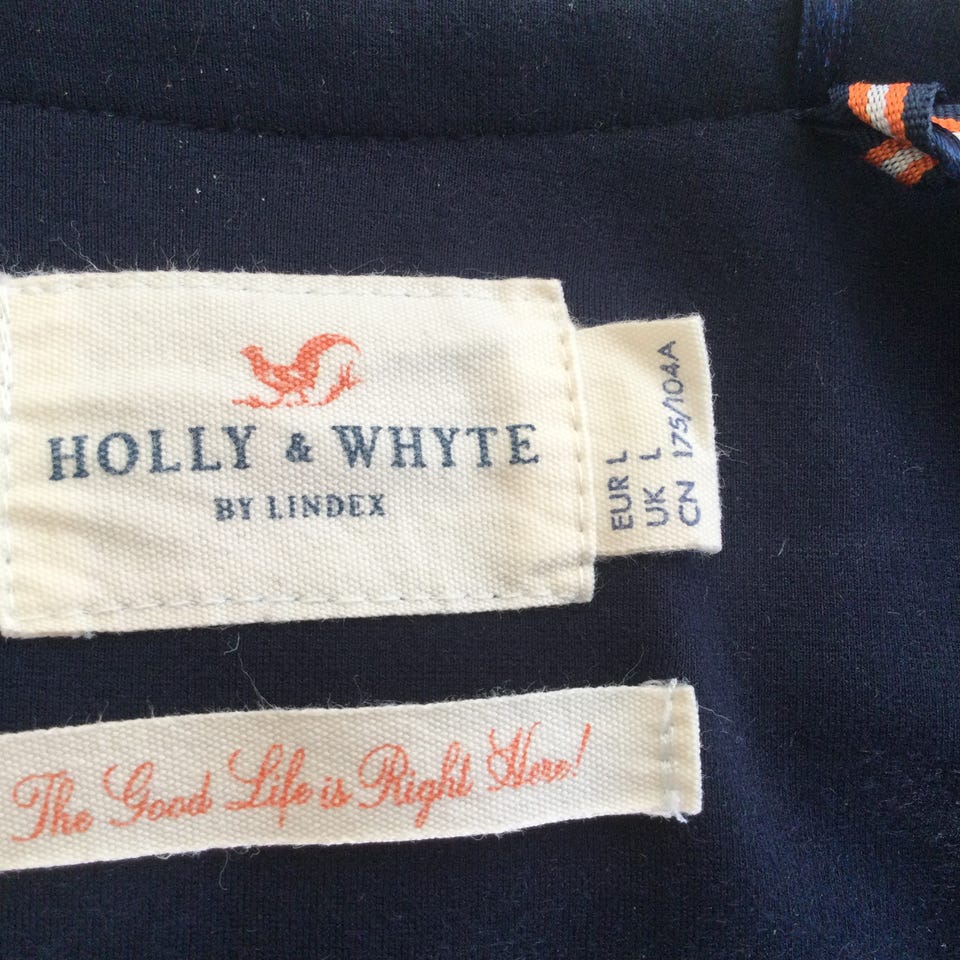 HOLLY & WHYTE
BY LINDEX
EUR L
UK L
CN 175/104A
The Good Life is Right Here!